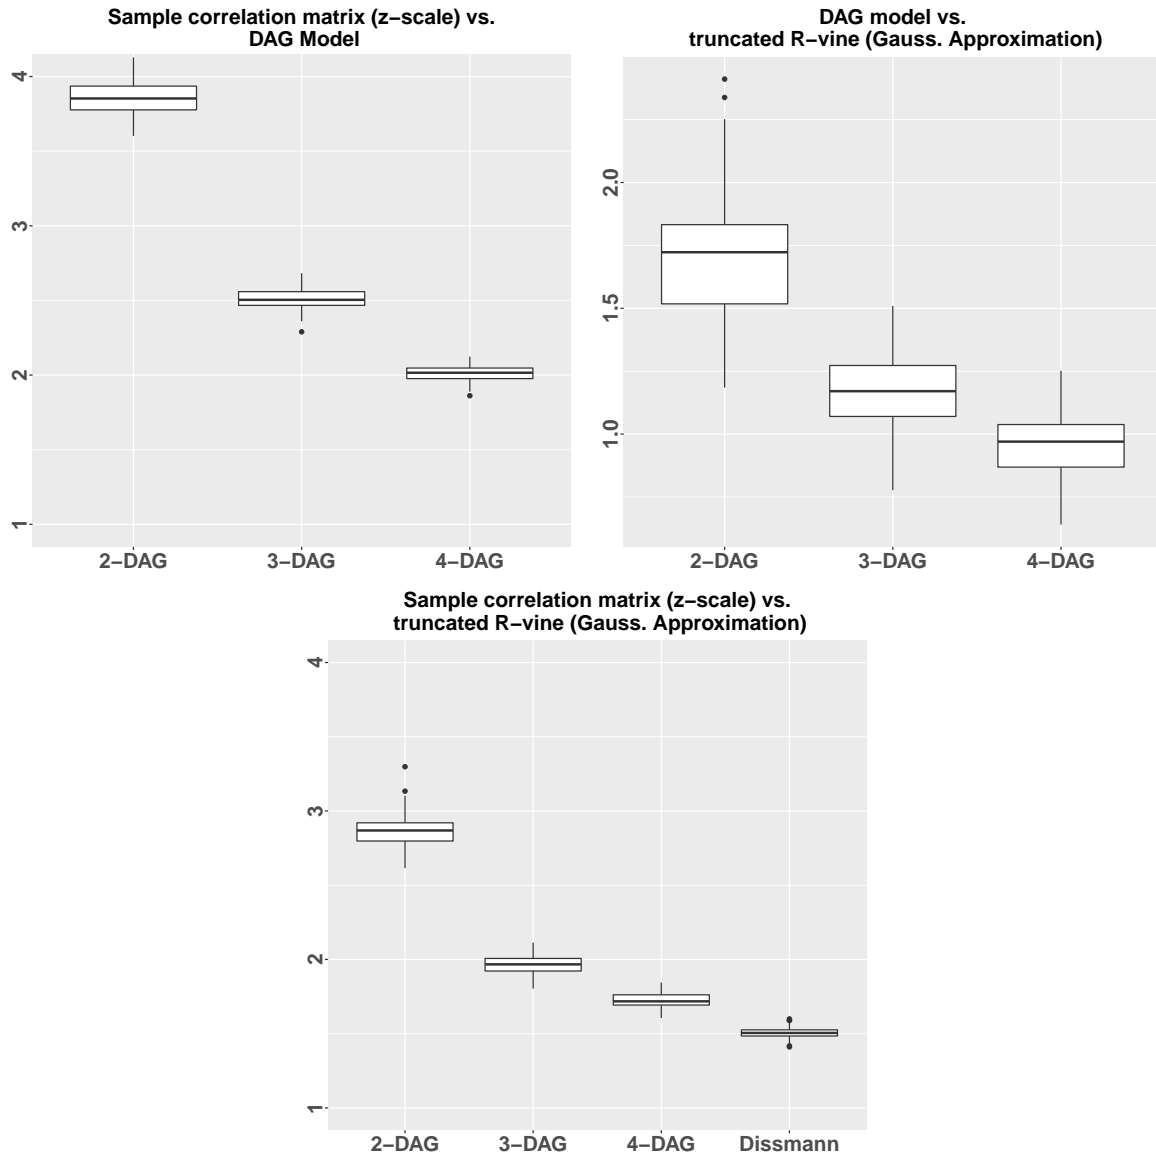 Sample correlation matrix (z−scale) vs.
DAG Model
4
3
2
1
2−DAG 3−DAG 4−DAG
DAG model vs.
truncated R−vine (Gauss. Approximation)
2.0
1.5
1.0
2−DAG 3−DAG 4−DAG
Sample correlation matrix (z−scale) vs.
truncated R−vine (Gauss. Approximation)
4
3
2
1
2−DAG 3−DAG 4−DAG Dissmann